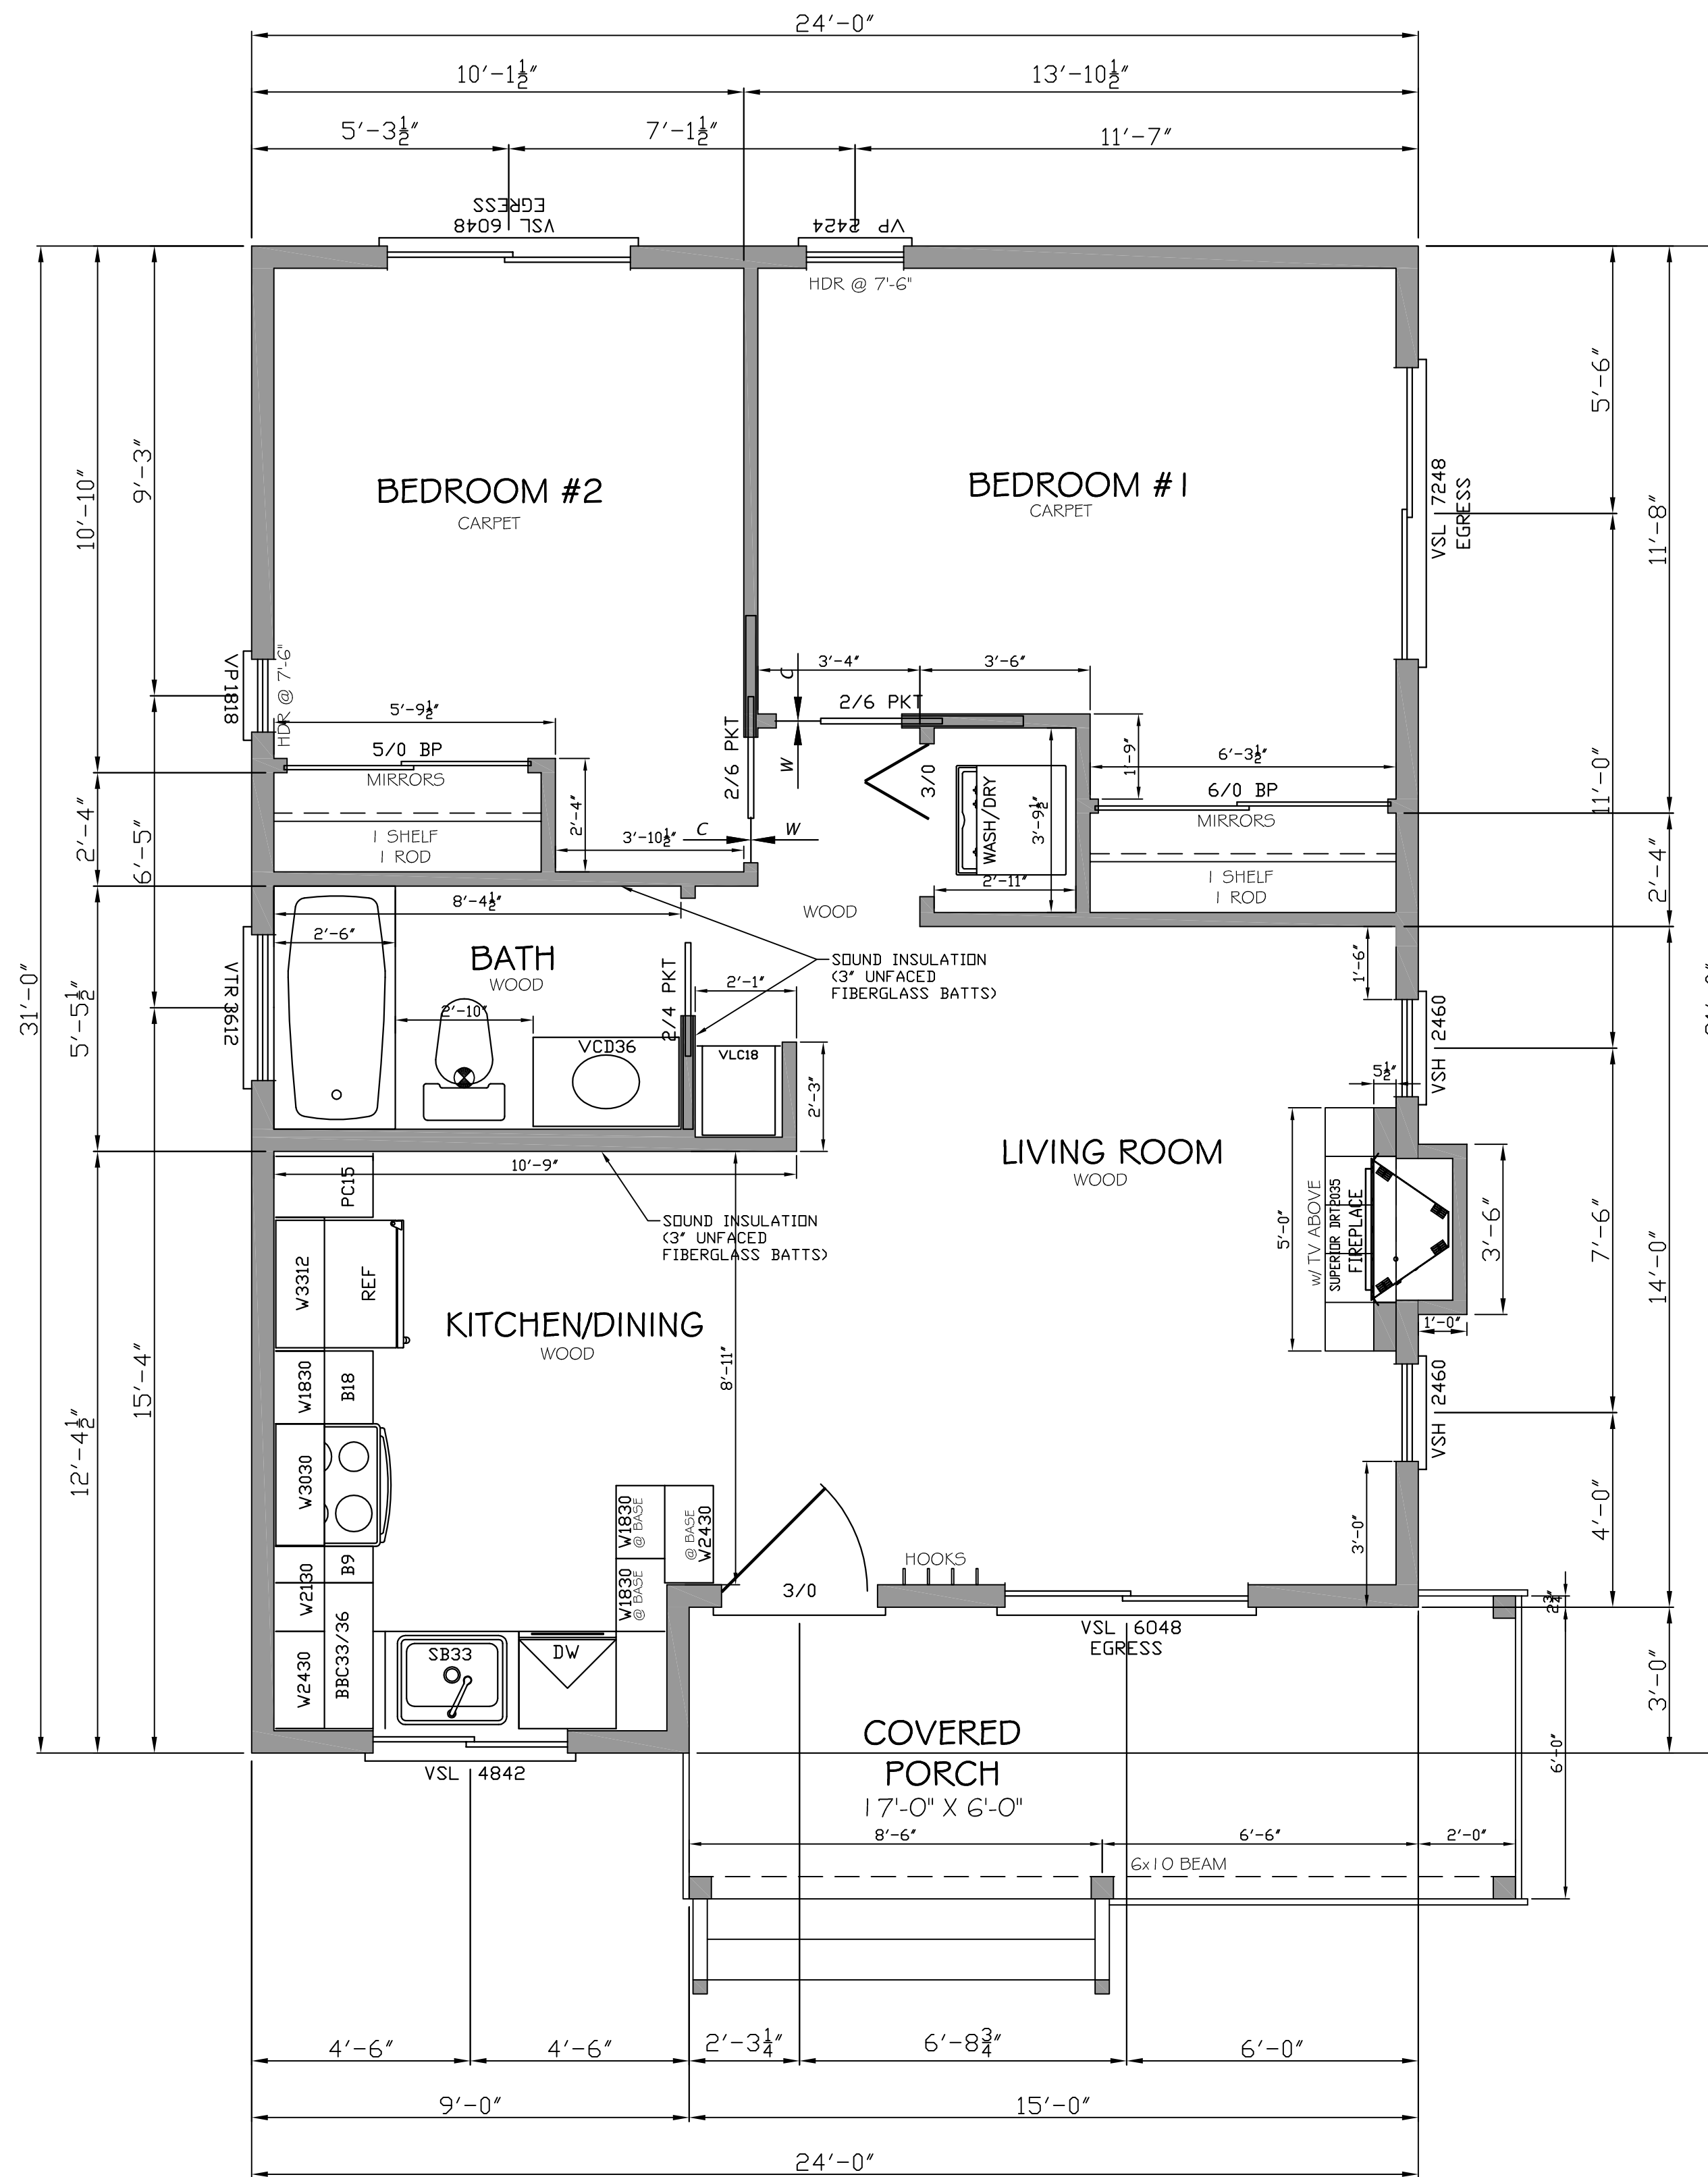 24'-0"
10'-1½"
13'-10½"
5'-3½"
7'-1½"
11'-7"
VSL 6048
EGRESS
VP 2424
HDR @ 7'-6"
31'-0"
10'-10"
9'-3"
2'-4"
6'-5"
5'-5½"
12'-4½"
15'-4"
BEDROOM #2
CARPET
BEDROOM #1
CARPET
VSL 7248
EGRESS
5'-6"
11'-8"
11'-0"
2'-4"
VP 1818
HDR @ 7'-6"
5'-9½"
5/0 BP
MIRRORS
1 SHELF
1 ROD
2'-4"
3'-10½"
2/6 PKT
C
W
3'-4"
3'-6"
2/6 PKT
C
W
3/0
WASH/DRY
3'-9½"
2'-11"
1'-9"
6'-3½"
6/0 BP
MIRRORS
1 SHELF
1 ROD
8'-4½"
2'-6"
BATH
WOOD
2'-10"
VCD36
2/4 PKT
2'-1"
VLC18
2'-3"
VTR 3612
WOOD
SOUND INSULATION
(3" UNFACED
FIBERGLASS BATTS)
10'-9"
SOUND INSULATION
(3" UNFACED
FIBERGLASS BATTS)
LIVING ROOM
WOOD
1'-6"
VSH 2460
5½"
5'-0"
w/ TV ABOVE
SUPERIOR DRT2035
FIREPLACE
3'-6"
1'-0"
7'-6"
14'-0"
VSH 2460
4'-0"
3'-0"
PC15
W3312
REF
W1830
B18
W3030
W2130
B9
W2430
BBC33/36
KITCHEN/DINING
WOOD
8'-11"
W1830
@ BASE
W2430
@ BASE
W1830
@ BASE
SB33
DW
VSL 4842
3/0
HOOKS
VSL 6048
EGRESS
2¾"
3'-0"
6'-0"
COVERED
PORCH
17'-0" X 6'-0"
8'-6"
6'-6"
2'-0"
6x10 BEAM
4'-6"
4'-6"
2'-3¼"
6'-8¾"
6'-0"
9'-0"
15'-0"
24'-0"